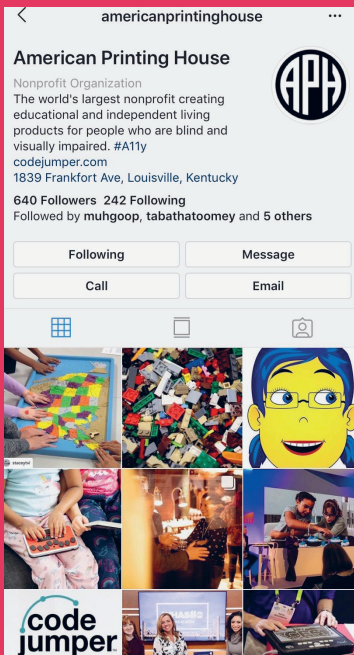 americanprintinghouse
American Printing House
APH
Nonprofit Organization
The world's largest nonprofit creating
educational and independent living
products for people who are blind and
visually impaired. #A11y
codejumper.com
1839 Frankfort Ave, Louisville, Kentucky
640 Followers 242 Following
Followed by muhgoop, tabathatoomey and 5 others
Following
Message
Call
Email
code
jumper